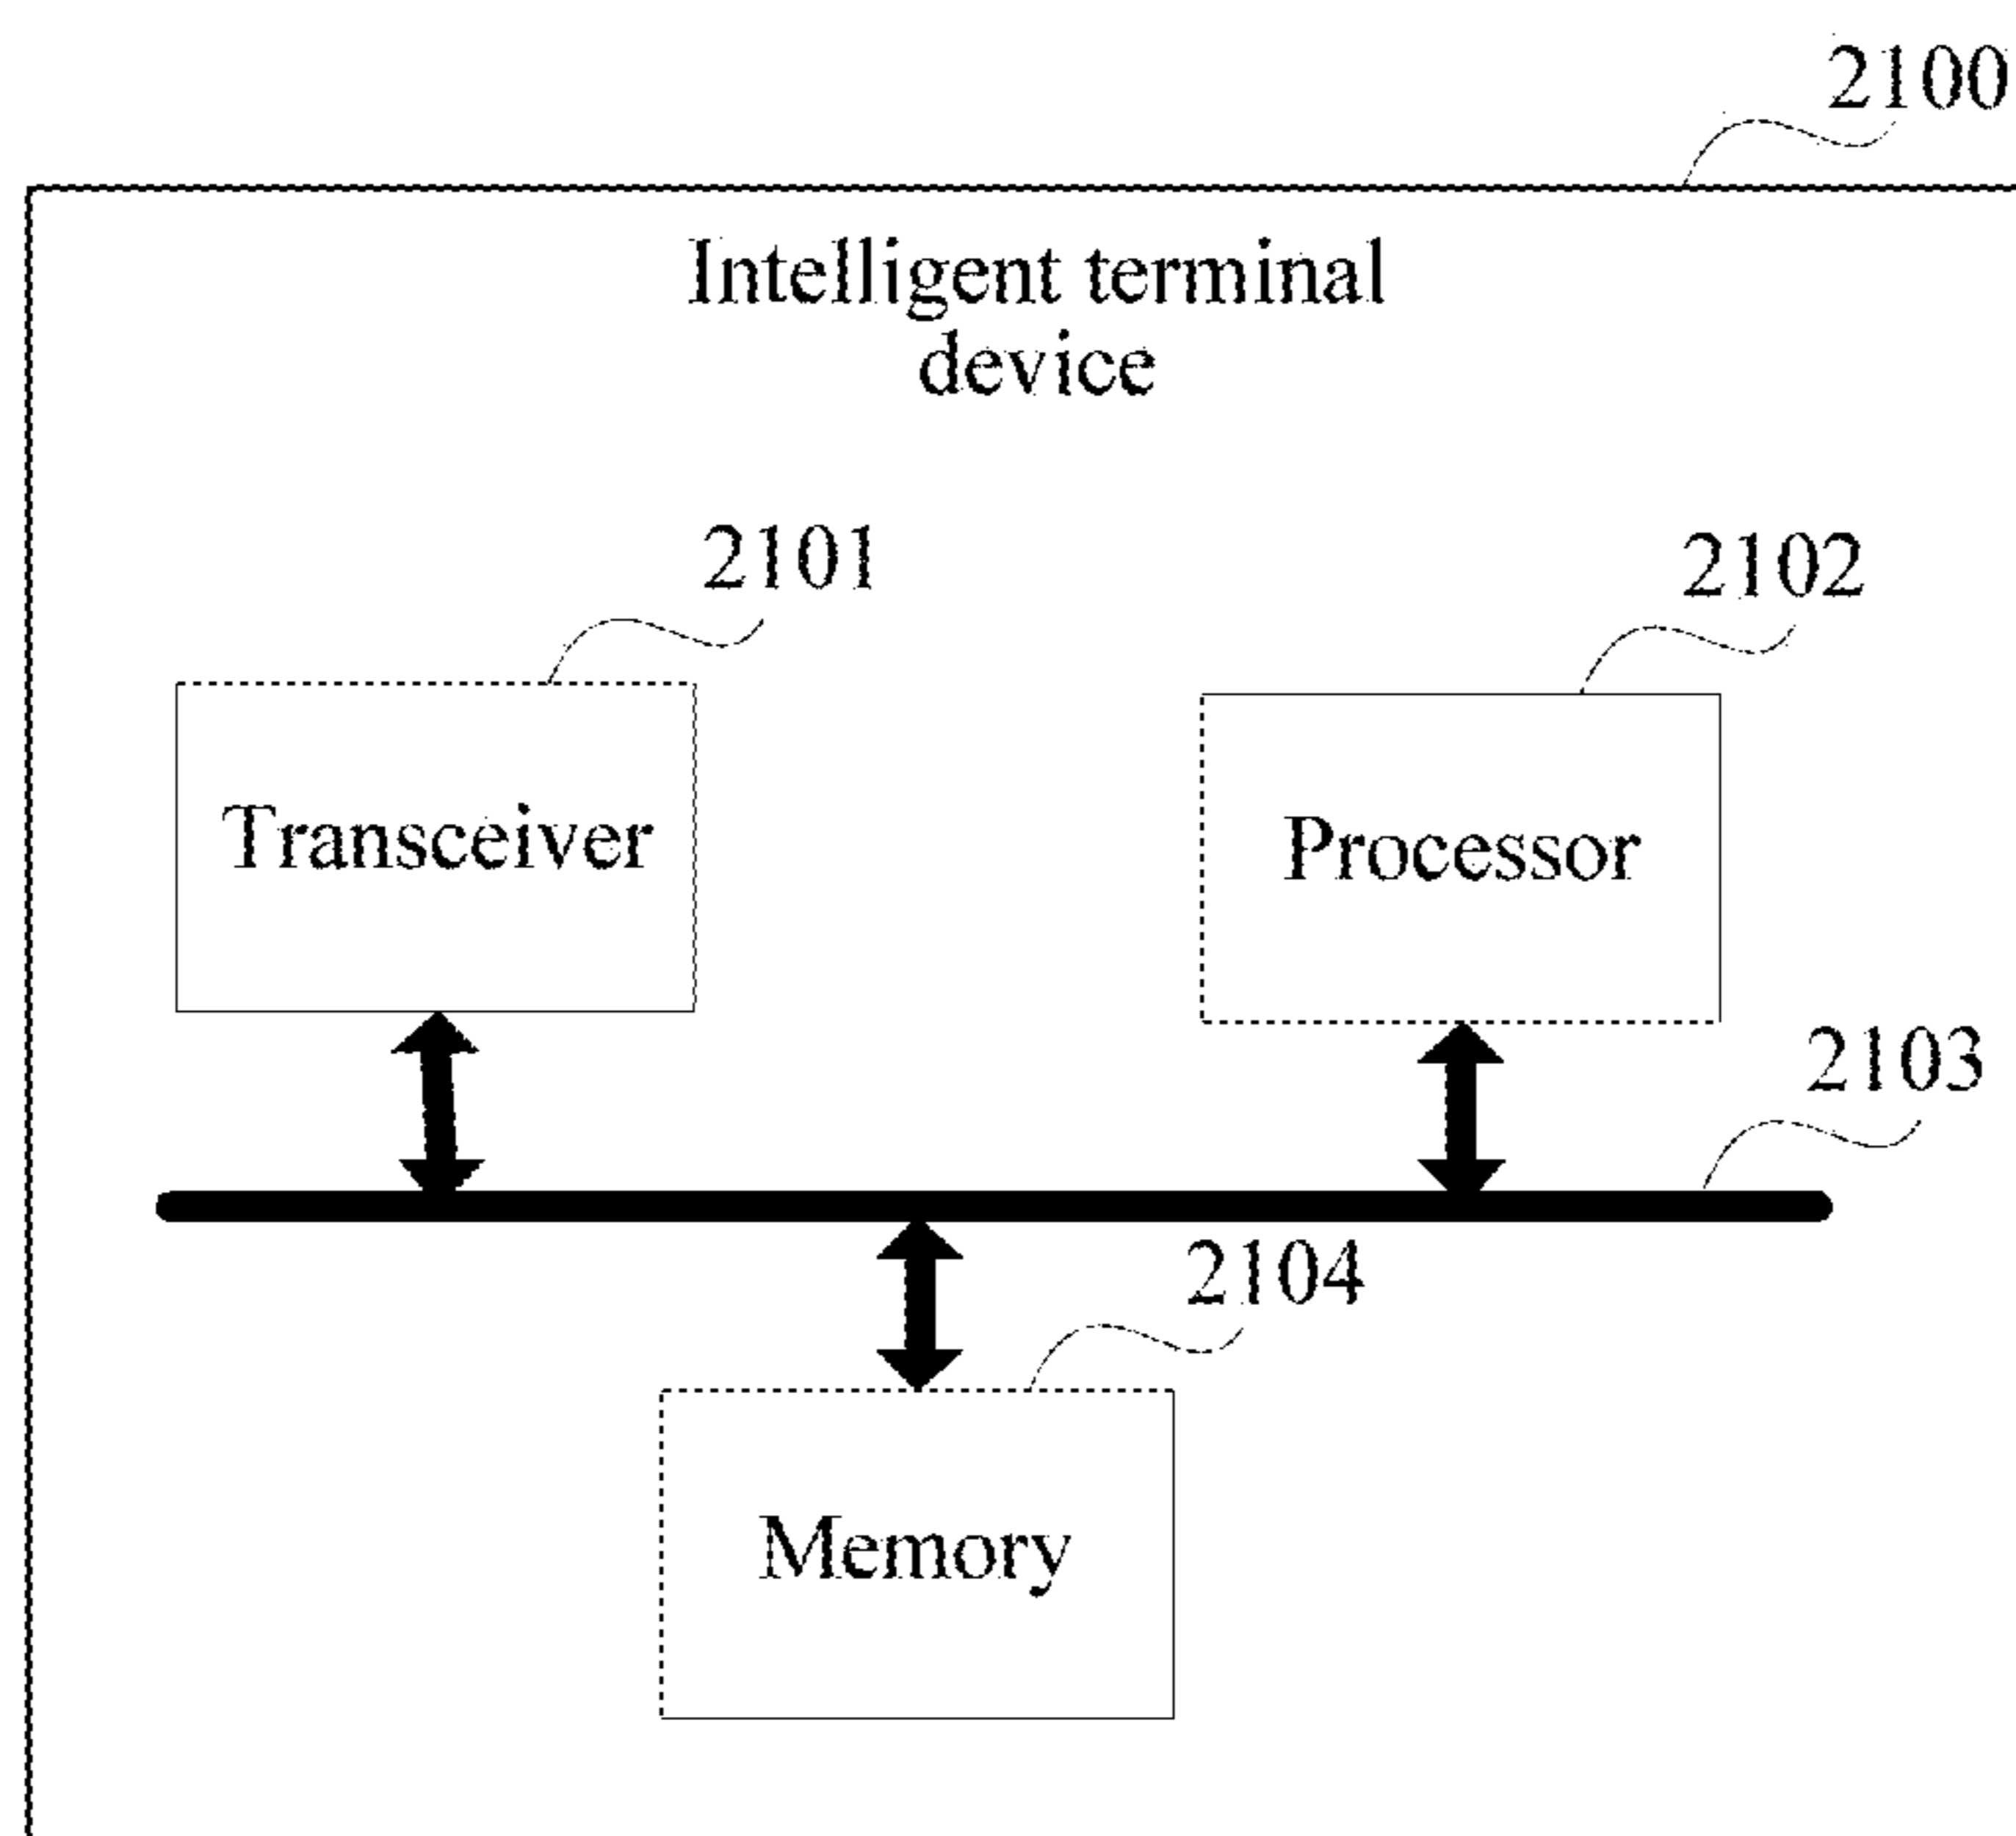 2100
Intelligent terminal
device
2101
2102
Transceiver
Processor
2103
2104
Memory